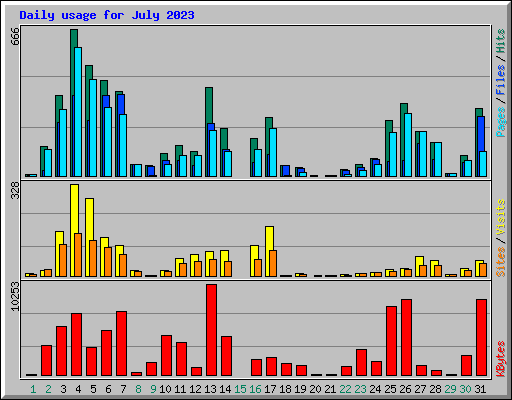 Daily usage for July 2023
666
Pages / Files / Hits
328
Sites / Visits
10253
KBytes
1 2 3 4 5 6 7 8 9 10 11 12 13 14 15 16 17 18 19 20 21 22 23 24 25 26 27 28 29 30 31